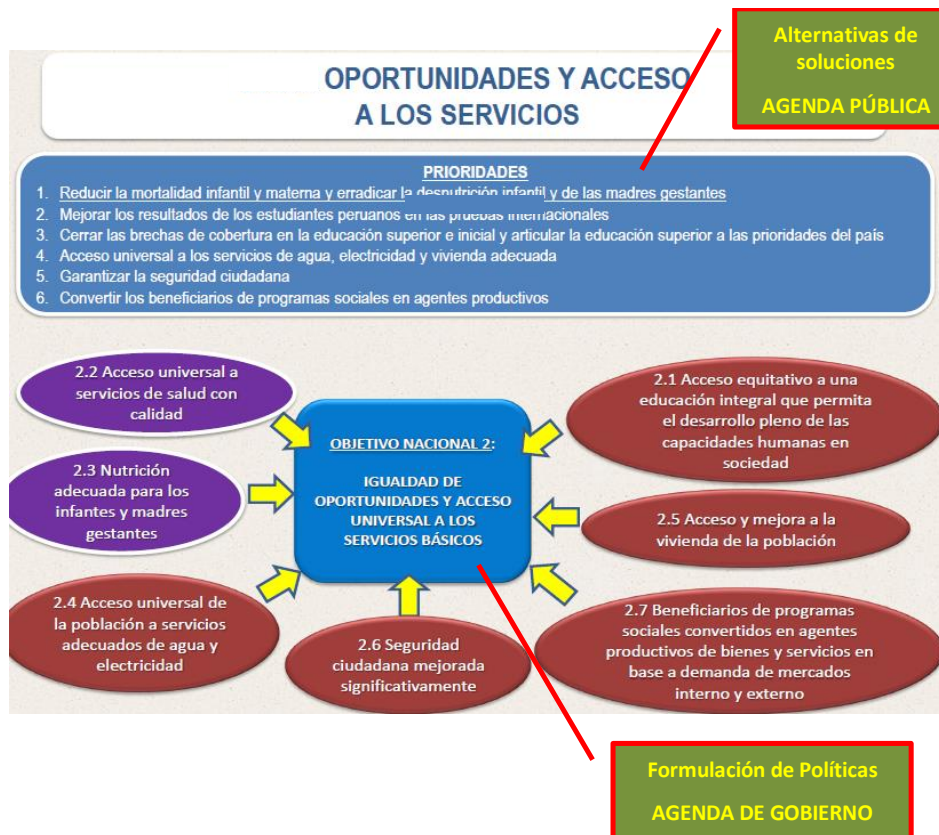 Alternativas de
soluciones
AGENDA PÚBLICA
OPORTUNIDADES Y ACCESO
A LOS SERVICIOS
PRIORIDADES
1. Reducir la mortalidad infantil y materna y erradicar la desnutrición infantil y de las madres gestantes
2. Mejorar los resultados de los estudiantes peruanos en las pruebas internacionales
3. Cerrar las brechas de cobertura en la educación superior e inicial y articular la educación superior a las prioridades del país
4. Acceso universal a los servicios de agua, electricidad y vivienda adecuada
5. Garantizar la seguridad ciudadana
6. Convertir los beneficiarios de programas sociales en agentes productivos
2.2 Acceso universal a
servicios de salud con
calidad
2.3 Nutrición
adecuada para los
infantes y madres
gestantes
2.4 Acceso universal de
la población a servicios
adecuados de agua y
electricidad
OBJETIVO NACIONAL 2:
IGUALDAD DE
OPORTUNIDADES Y ACCESO
UNIVERSAL A LOS
SERVICIOS BÁSICOS
2.6 Seguridad
ciudadana mejorada
significativamente
2.1 Acceso equitativo a una
educación integral que permita
el desarrollo pleno de las
capacidades humanas en
sociedad
2.5 Acceso y mejora a la
vivienda de la población
2.7 Beneficiarios de programas
sociales convertidos en agentes
productivos de bienes y servicios en
base a demanda de mercados
interno y externo
Formulación de Políticas
AGENDA DE GOBIERNO